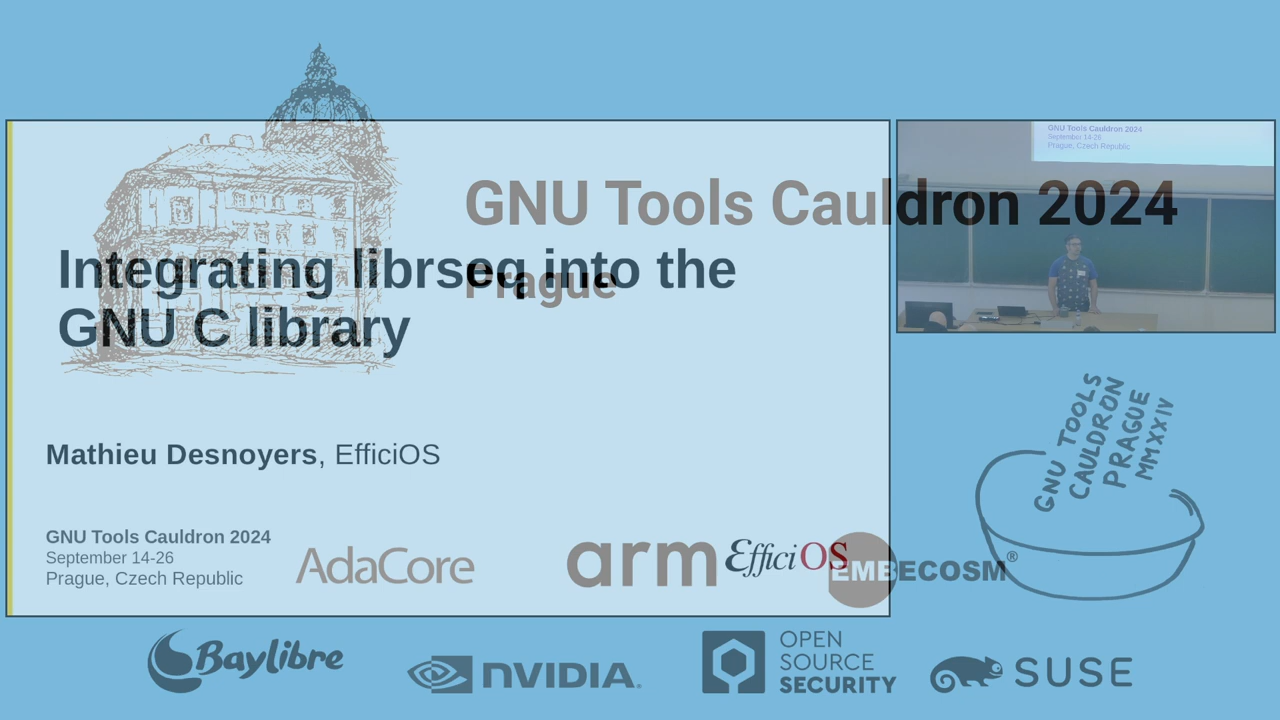 GNU Tools Cauldron 2024
Prague
Integrating librseq into the
GNU C library
Mathieu Desnoyers, EfficiOS
GNU Tools Cauldron 2024
September 14-26
Prague, Czech Republic
GNU Tools Cauldron 2024
September 14-26
Prague, Czech Republic
GNU TOOLS
CAULDRON
PRAGUE
MMXXIV
AdaCore
arm
EfficiOS
EMBECOSM®
Baylibre
NVIDIA.
OPEN
SOURCE
SECURITY
SUSE